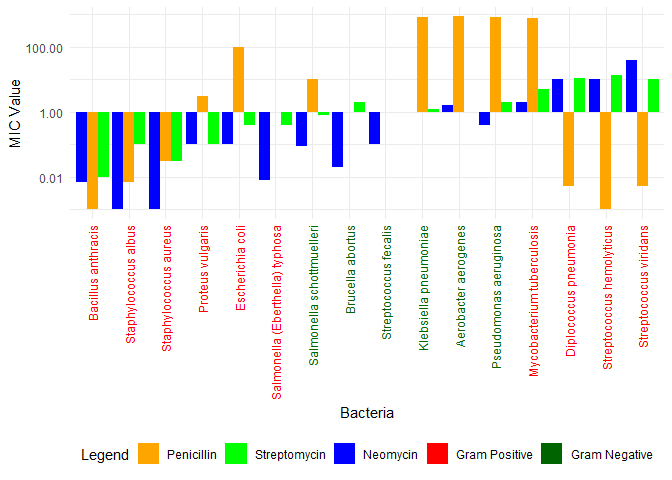 MIC Value
100.00
1.00
0.01
Bacillus anthracis
Staphylococcus albus
Staphylococcus aureus
Proteus vulgaris
Escherichia coli
Salmonella (Eberthella) typhosa
Salmonella schottmuelleri
Brucella abortus
Streptococcus fecalis
Klebsiella pneumoniae
Aerobacter aerogenes
Pseudomonas aeruginosa
Mycobacterium tuberculosis
Diplococcus pneumonia
Streptococcus hemolyticus
Streptococcus viridans
Bacteria
Legend Penicillin Streptomycin Neomycin Gram Positive Gram Negative